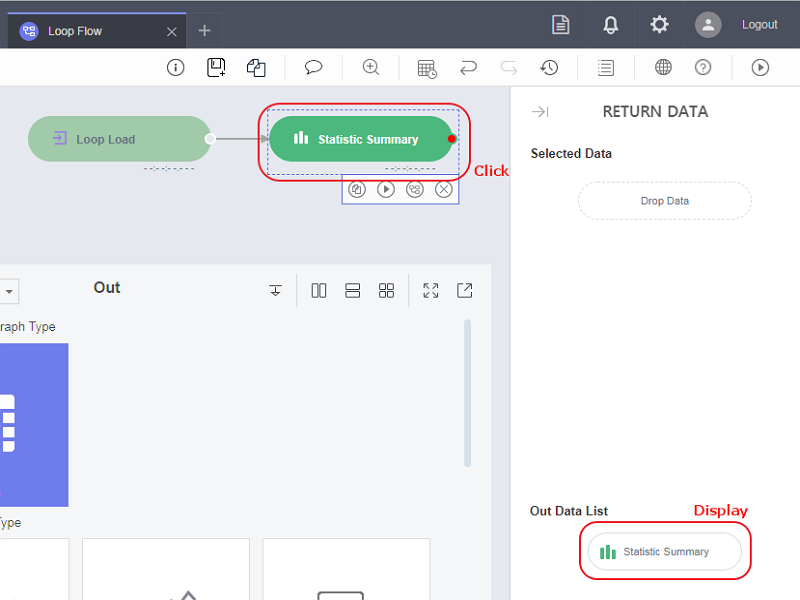 Loop Flow
Logout
RETURN DATA
Loop Load
Statistic Summary
Click
Selected Data
Drop Data
Out
raph Type
Type
Out Data List
Display
Statistic Summary